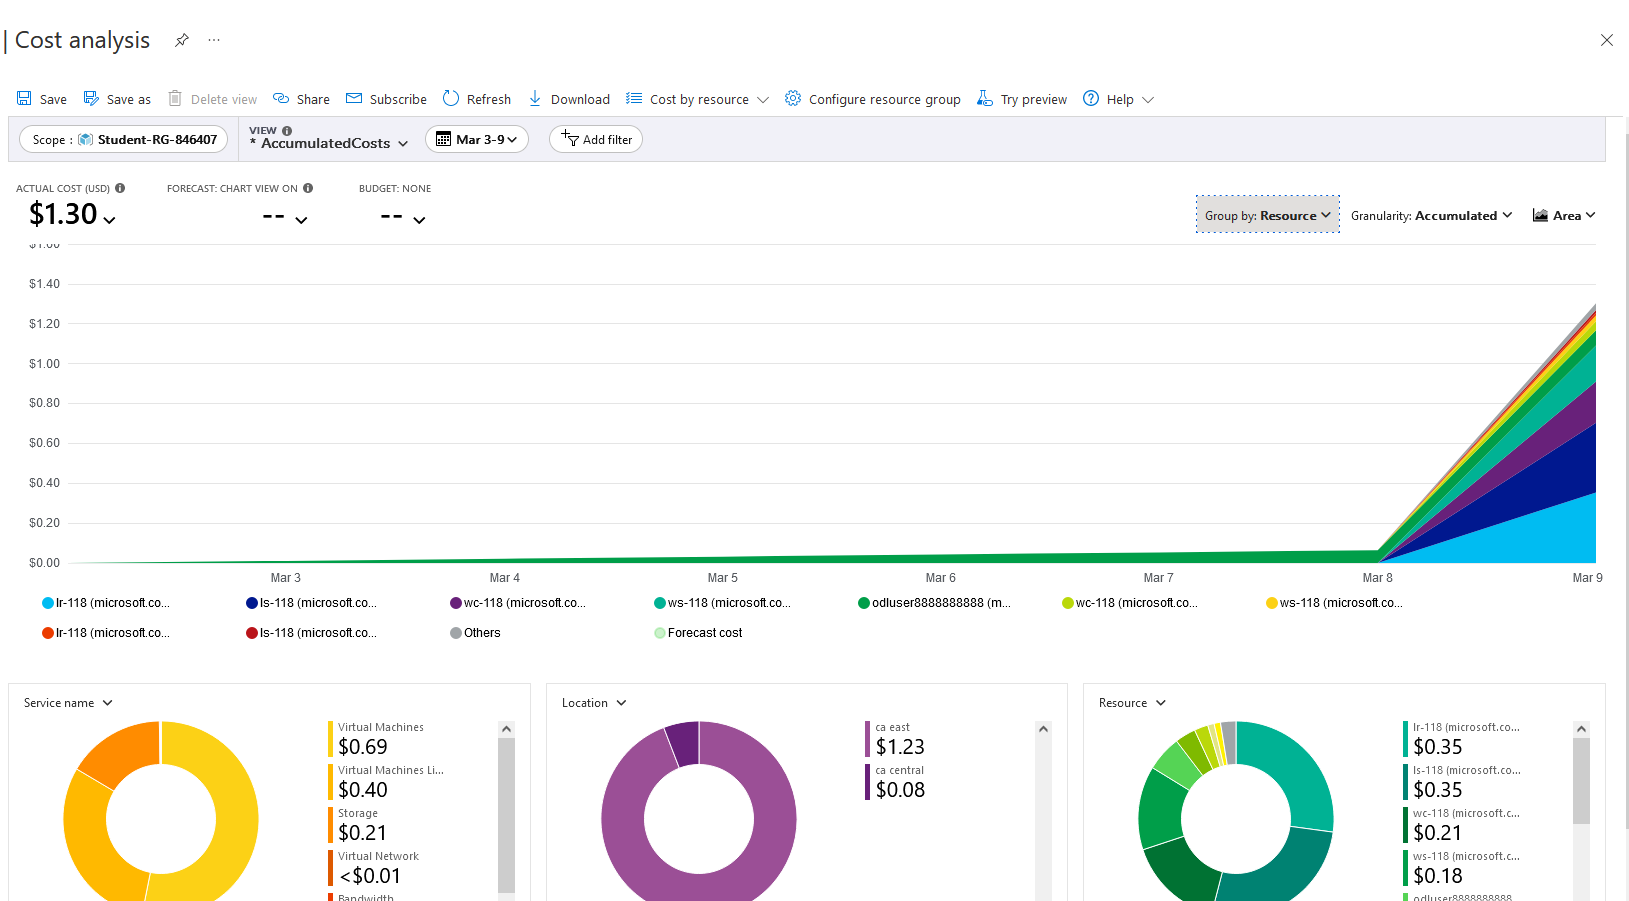 | Cost analysis ...
Save Save as Delete view Share Subscribe Refresh Download Cost by resource Configure resource group Try preview Help
Scope : Student-RG-846407
VIEW
* AccumulatedCosts
Mar 3-9
Add filter
ACTUAL COST (USD) FORECAST: CHART VIEW ON BUDGET: NONE
$1.30 -- --
Group by: Resource Granularity: Accumulated Area
$1.60
$1.40
$1.20
$1.00
$0.80
$0.60
$0.40
$0.20
$0.00
Mar 3 Mar 4 Mar 5 Mar 6 Mar 7 Mar 8 Mar 9
lr-118 (microsoft.co... ls-118 (microsoft.co... wc-118 (microsoft.co... ws-118 (microsoft.co... odluser8888888888 (m... wc-118 (microsoft.co... ws-118 (microsoft.co...
lr-118 (microsoft.co... ls-118 (microsoft.co... Others Forecast cost
Service name
Virtual Machines
$0.69
Virtual Machines Li...
$0.40
Storage
$0.21
Virtual Network
<$0.01
Bandwidth
Location
ca east
$1.23
ca central
$0.08
Resource
lr-118 (microsoft.co...
$0.35
ls-118 (microsoft.co...
$0.35
wc-118 (microsoft.c...
$0.21
ws-118 (microsoft.c...
$0.18
odluser8888888888